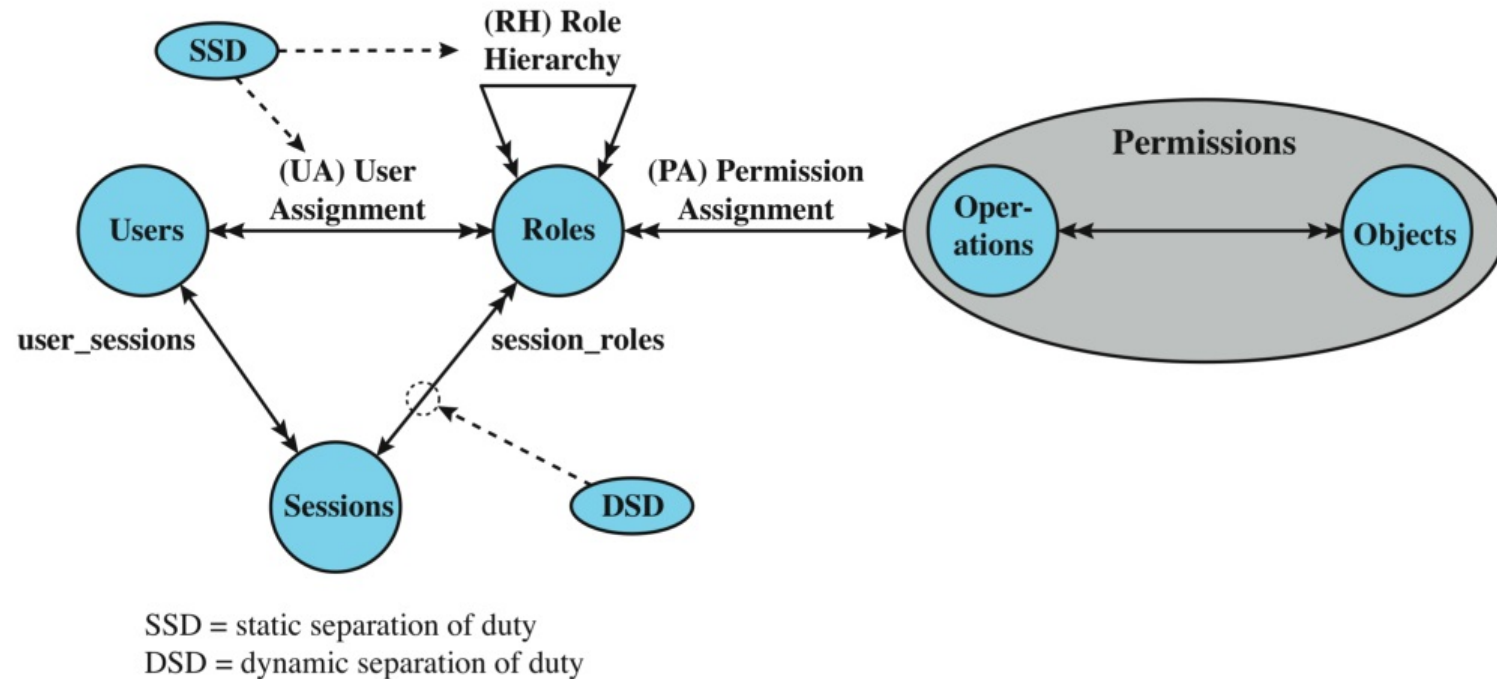 SSD
(RH) Role
Hierarchy
(UA) User
Assignment
(PA) Permission
Assignment
Permissions
Users
Roles
Oper-
ations
Objects
user_sessions
session_roles
Sessions
DSD
SSD = static separation of duty
DSD = dynamic separation of duty